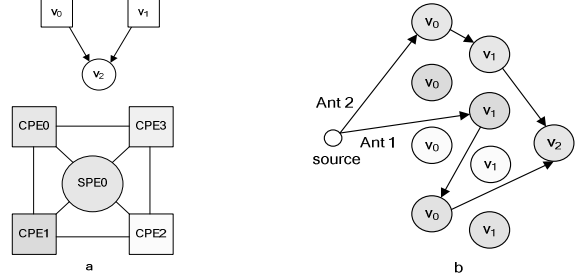 v0 v1
v2
CPE0 CPE3
SPE0
CPE1 CPE2
a
v0
v1
v0
Ant 2
v1
Ant 1
source
v0
v2
v1
v0
v1
b